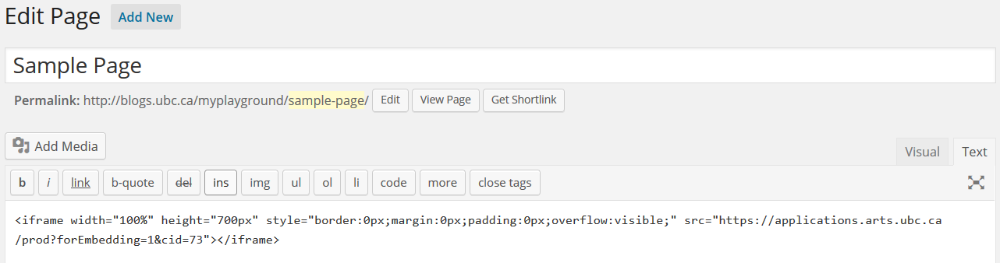 Edit Page Add New
Sample Page
Permalink: http://blogs.ubc.ca/myplayground/sample-page/ Edit View Page Get Shortlink
Add Media Visual Text
b i link b-quote del ins img ul ol li code more close tags
<iframe width="100%" height="700px" style="border:0px;margin:0px;padding:0px;overflow:visible;" src="https://applications.arts.ubc.ca
/prod?forEmbedding=1&cid=73"></iframe>